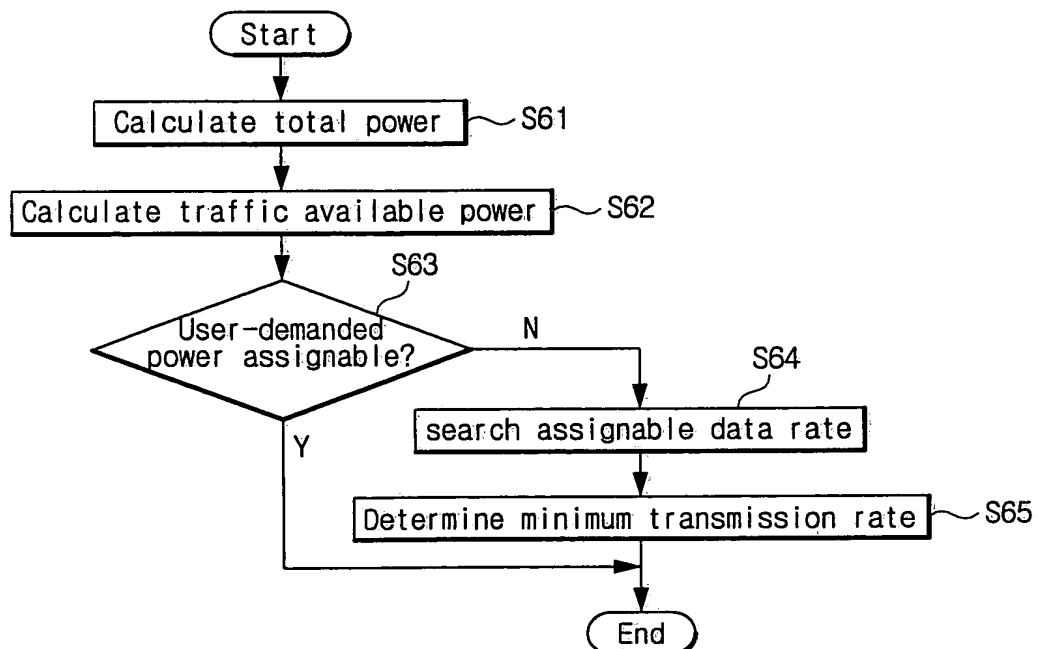 Start
Calculate total power
S61
Calculate traffic available power
S62
S63
User-demanded
power assignable?
N
Y
S64
search assignable data rate
Determine minimum transmission rate
S65
End